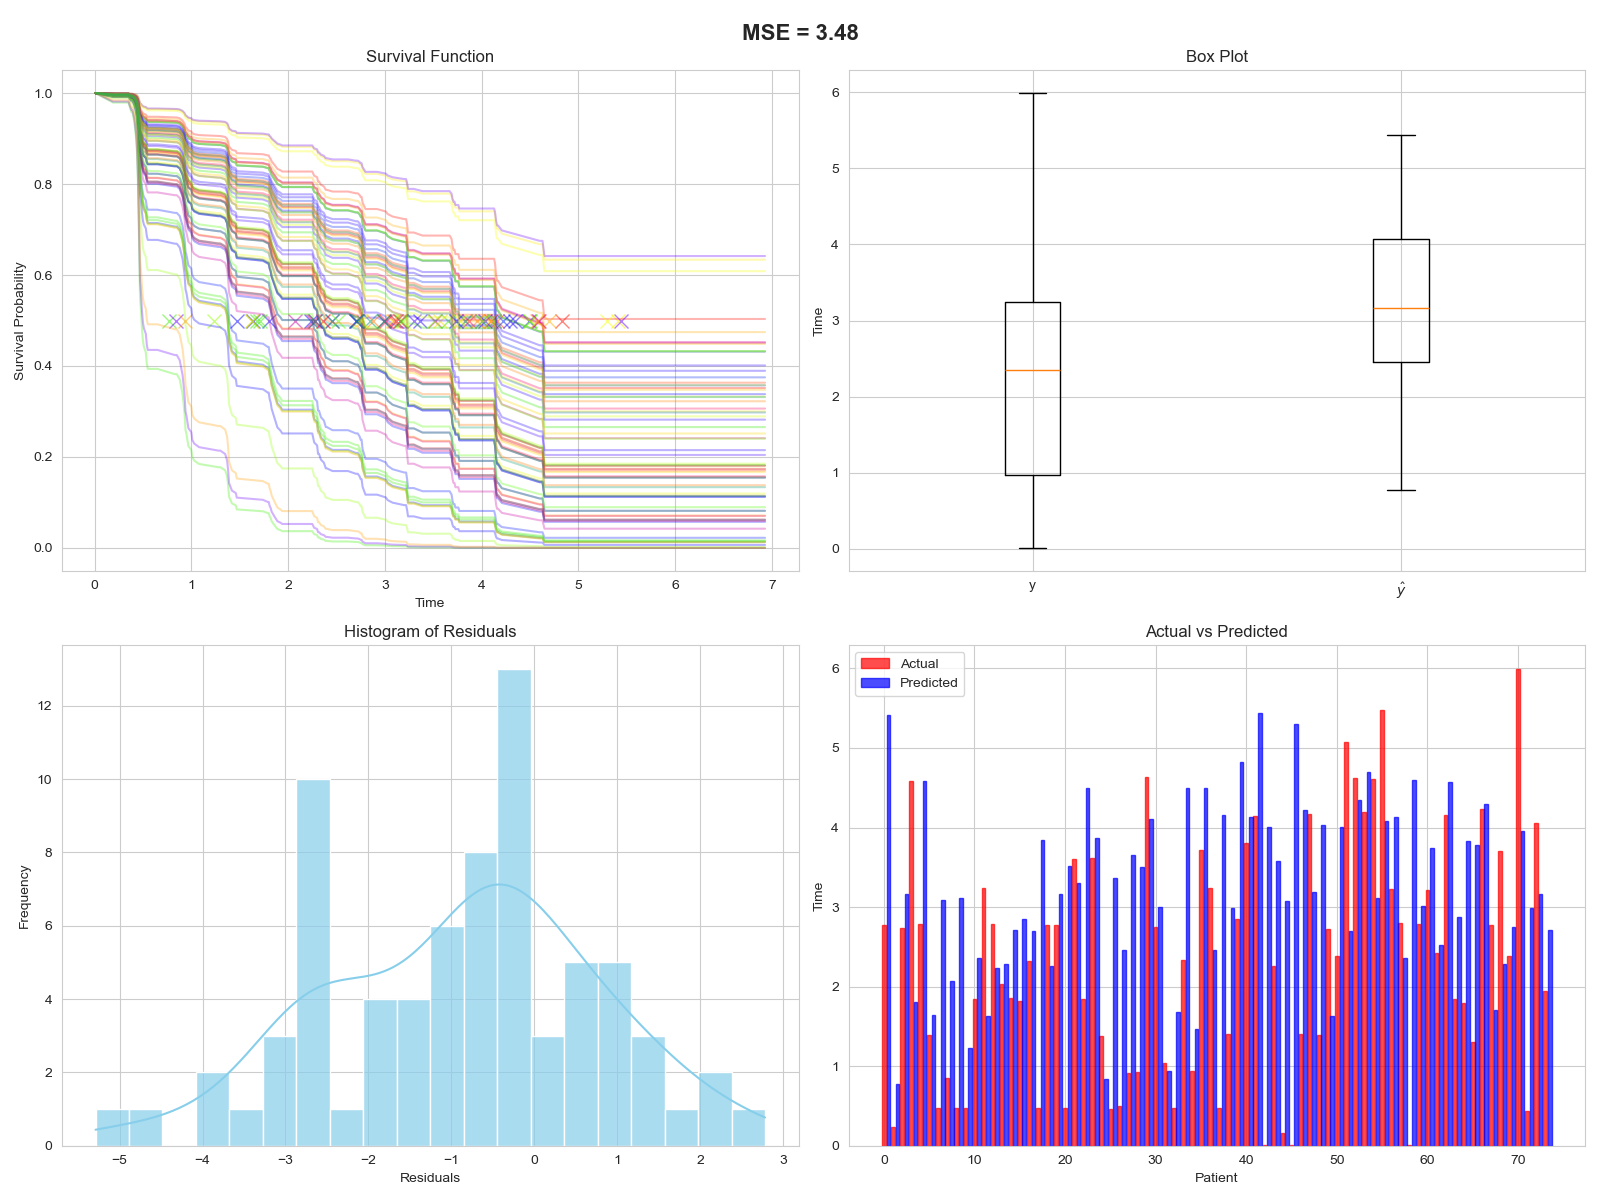 MSE = 3.48
Survival Function
Survival Probability
1.0
0.8
0.6
0.4
0.2
0.0
0 1 2 3 4 5 6 7
Time
Box Plot
Time
6
5
4
3
2
1
0
y ŷ
Histogram of Residuals
Frequency
12
10
8
6
4
2
0
−5 −4 −3 −2 −1 0 1 2 3
Residuals
Actual vs Predicted
Actual
Predicted
Time
6
5
4
3
2
1
0
0 10 20 30 40 50 60 70
Patient